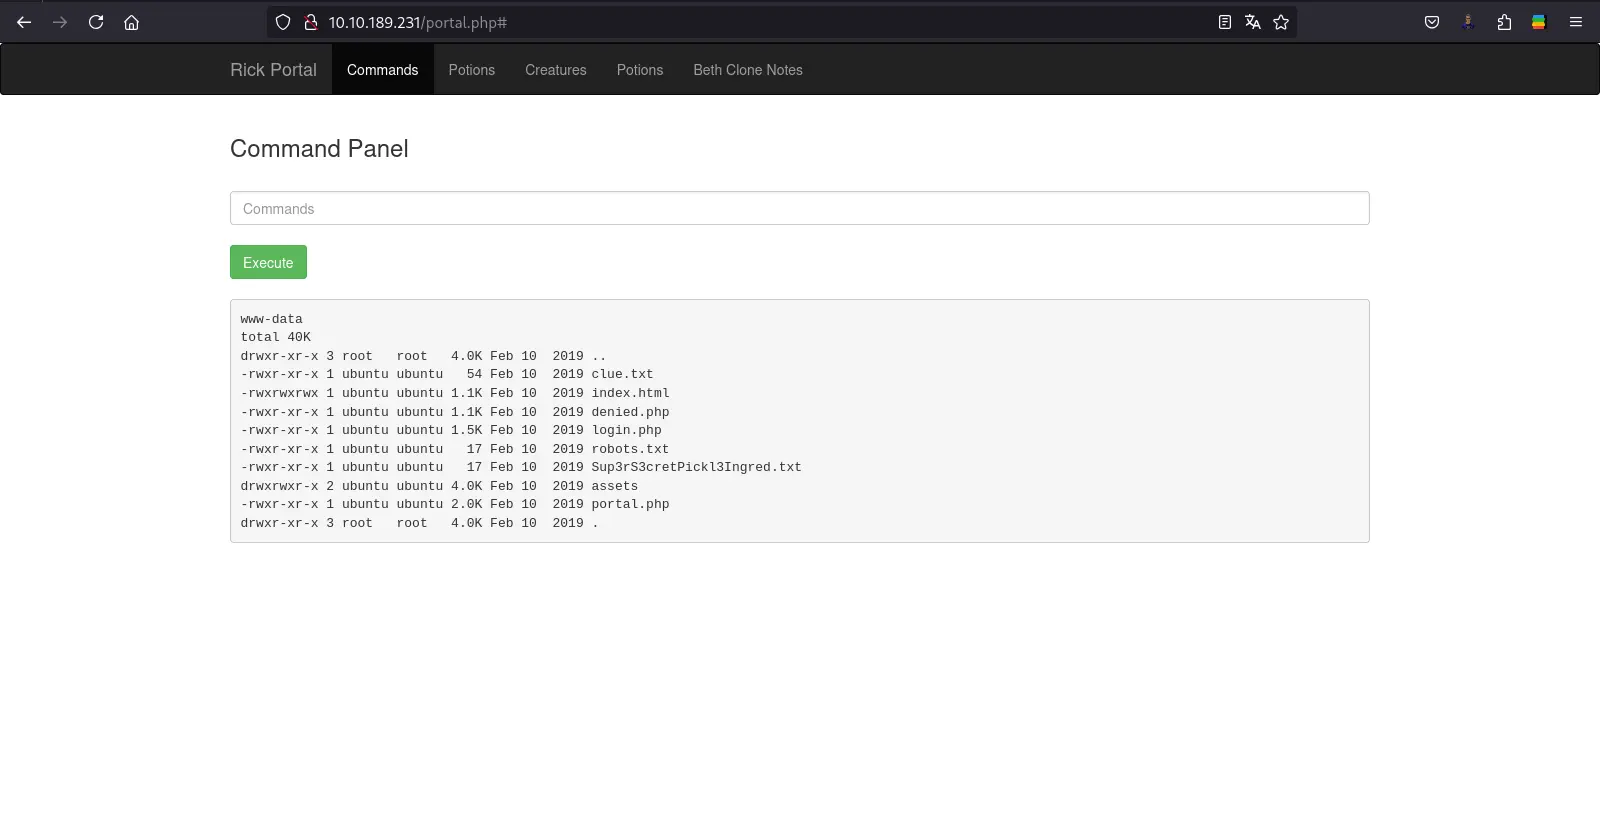 10.10.189.231/portal.php#
Rick Portal Commands Potions Creatures Potions Beth Clone Notes
Command Panel
Commands
Execute
www-data
total 40K
drwxr-xr-x 3 root   root   4.0K Feb 10  2019 ..
-rwxr-xr-x 1 ubuntu ubuntu   54 Feb 10  2019 clue.txt
-rwxrwxrwx 1 ubuntu ubuntu 1.1K Feb 10  2019 index.html
-rwxr-xr-x 1 ubuntu ubuntu 1.1K Feb 10  2019 denied.php
-rwxr-xr-x 1 ubuntu ubuntu 1.5K Feb 10  2019 login.php
-rwxr-xr-x 1 ubuntu ubuntu   17 Feb 10  2019 robots.txt
-rwxr-xr-x 1 ubuntu ubuntu   17 Feb 10  2019 Sup3rS3cretPickl3Ingred.txt
drwxrwxr-x 2 ubuntu ubuntu 4.0K Feb 10  2019 assets
-rwxr-xr-x 1 ubuntu ubuntu 2.0K Feb 10  2019 portal.php
drwxr-xr-x 3 root   root   4.0K Feb 10  2019 .